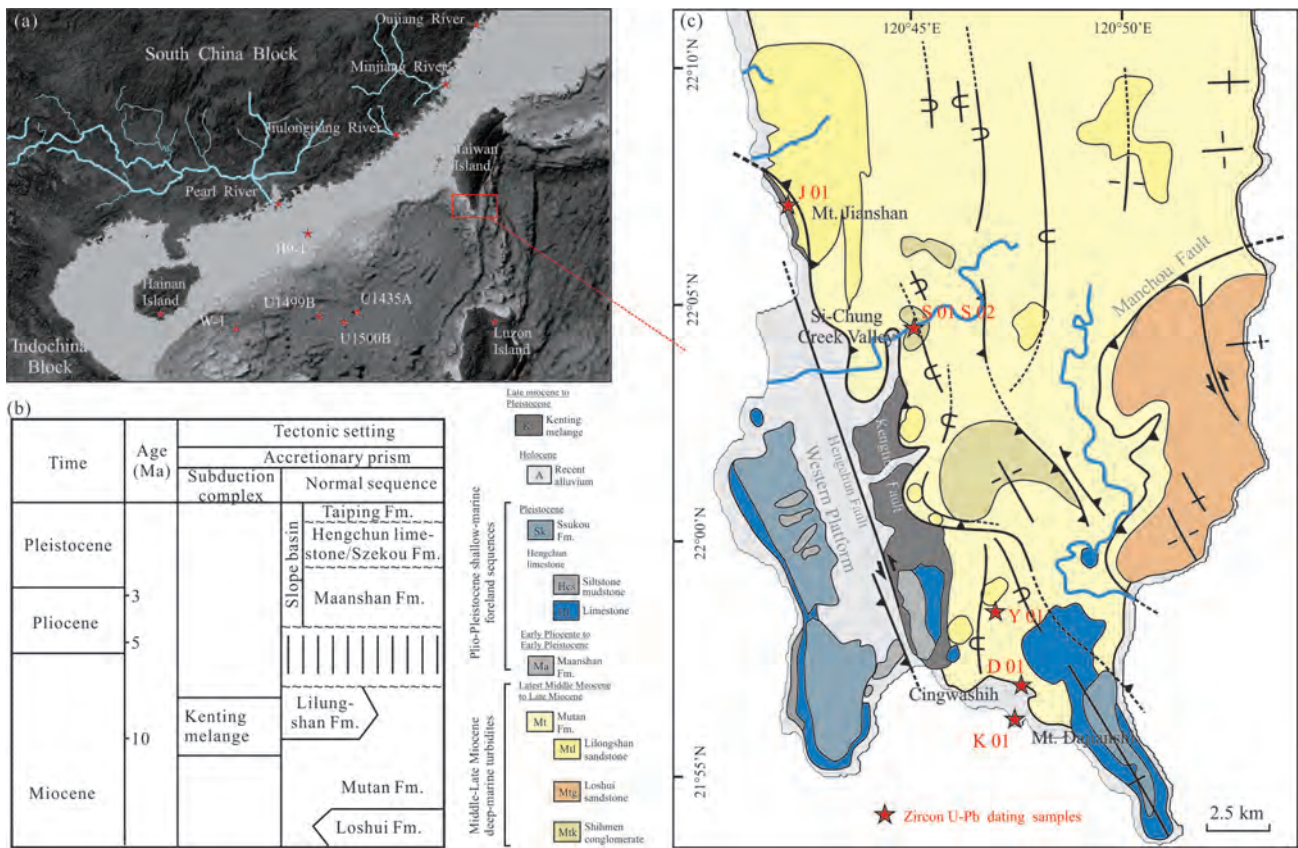 (a)
Oujiang River
South China Block
Minjiang River
Jiulongjiang River
Taiwan
Island
Pearl River
H9-1
Hainan
Island
U1499B
U1435A
W-1
U1500B
Luzon
Island
Indochina
Block
(b)
Time
Age
(Ma)
Tectonic setting
Accretionary prism
Subduction
complex
Normal sequence
Slope basin
Taiping Fm.
Hengchun lime-
stone/Szekou Fm.
Maanshan Fm.
Pleistocene
3
Pliocene
5
Lilung-
shan Fm.
Kenting
melange
10
Miocene
Mutan Fm.
Loshui Fm.
Late miocene to
Pleistocene
Kenting
melange
Holocene
A
Recent
alluvium
Plio-Pleistocene shallow-marine
foreland sequences
Pleistocene
Sk
Ssukou
Fm.
Hengchun
limestone
Hcs
Siltstone
mudstone
Limestone
Early Pliocene to
Early Pleistocene
Ma
Maanshan
Fm.
Middle-Late Miocene
deep-marine turbidites
Latest Middle Miocene
to Late Miocene
Mt
Mutan
Fm.
Mtl
Lilongshan
sandstone
Mtg
Loshui
sandstone
Mtk
Shihmen
conglomerate
(c)
120°45'E
120°50'E
22°10'N
22°05'N
22°00'N
21°55'N
J 01
Mt. Jianshan
Manchou Fault
S 01 S 02
Si-Chung
Creek Valley
Kenting Fault
Hengchun Fault
Western Platform
Y 01
D 01
Cingwashih
K 01
Mt. Dajianshi
Zircon U-Pb dating samples
2.5 km